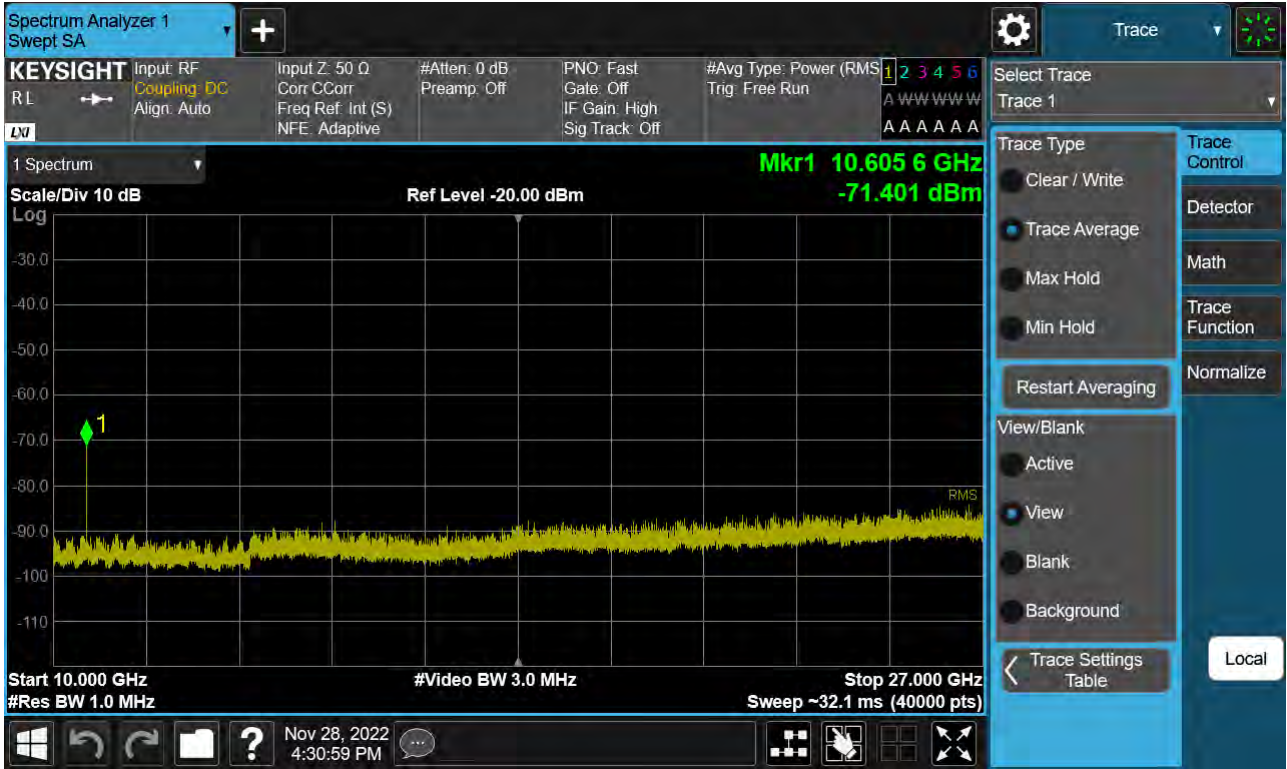 Spectrum Analyzer 1
Swept SA
+
Trace
KEYSIGHT
R L
LXI
Input: RF
Coupling: DC
Align: Auto
Input Z: 50 Ω
Corr CCorr
Freq Ref: Int (S)
NFE: Adaptive
#Atten: 0 dB
Preamp: Off
PNO: Fast
Gate: Off
IF Gain: High
Sig Track: Off
#Avg Type: Power (RMS
Trig: Free Run
1 2 3 4 5 6
A W W W W W
A A A A A A
Select Trace
Trace 1
1 Spectrum
Scale/Div 10 dB
Ref Level -20.00 dBm
Mkr1 10.605 6 GHz
-71.401 dBm
Log
-30.0
-40.0
-50.0
-60.0
-70.0
-80.0
-90.0
-100
-110
1
RMS
Start 10.000 GHz
#Res BW 1.0 MHz
#Video BW 3.0 MHz
Stop 27.000 GHz
Sweep ~32.1 ms (40000 pts)
Trace Type
Clear / Write
Trace Average
Max Hold
Min Hold
Restart Averaging
View/Blank
Active
View
Blank
Background
Trace Settings
Table
Trace
Control
Detector
Math
Trace
Function
Normalize
Local
?
Nov 28, 2022
4:30:59 PM